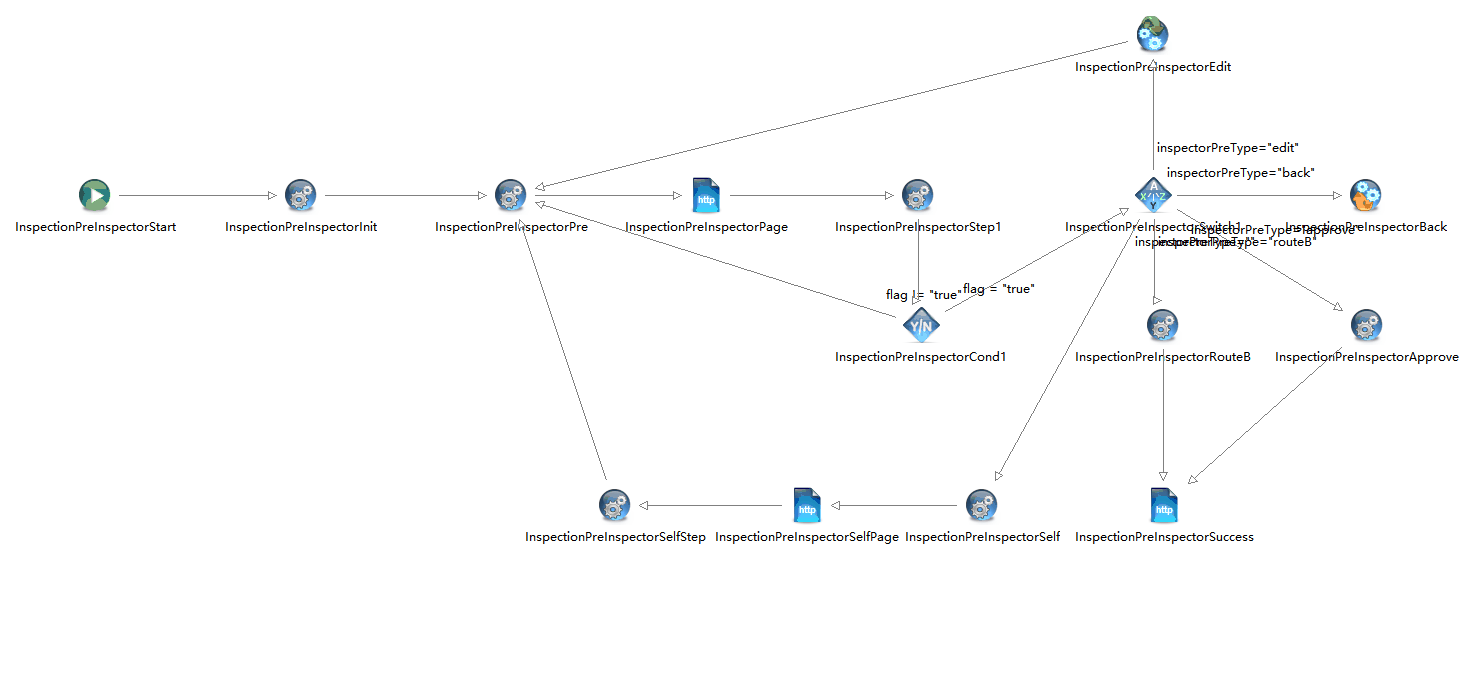 InspectionPreInspectorEdit
inspectorPreType="edit"
inspectorPreType="back"
A
X
Z
Y
http
InspectionPreInspectorStart
InspectionPreInspectorInit
InspectionPreInspectorPre
InspectionPreInspectorPage
InspectionPreInspectorStep1
InspectionPreInspectorSwitch1
InspectionPreInspectorBack
inspectorPreType="approve"
inspectorPreType="routeB"
flag != "true"
flag = "true"
Y|N
InspectionPreInspectorCond1
InspectionPreInspectorRouteB
InspectionPreInspectorApprove
http
http
InspectionPreInspectorSelfStep
InspectionPreInspectorSelfPage
InspectionPreInspectorSelf
InspectionPreInspectorSuccess